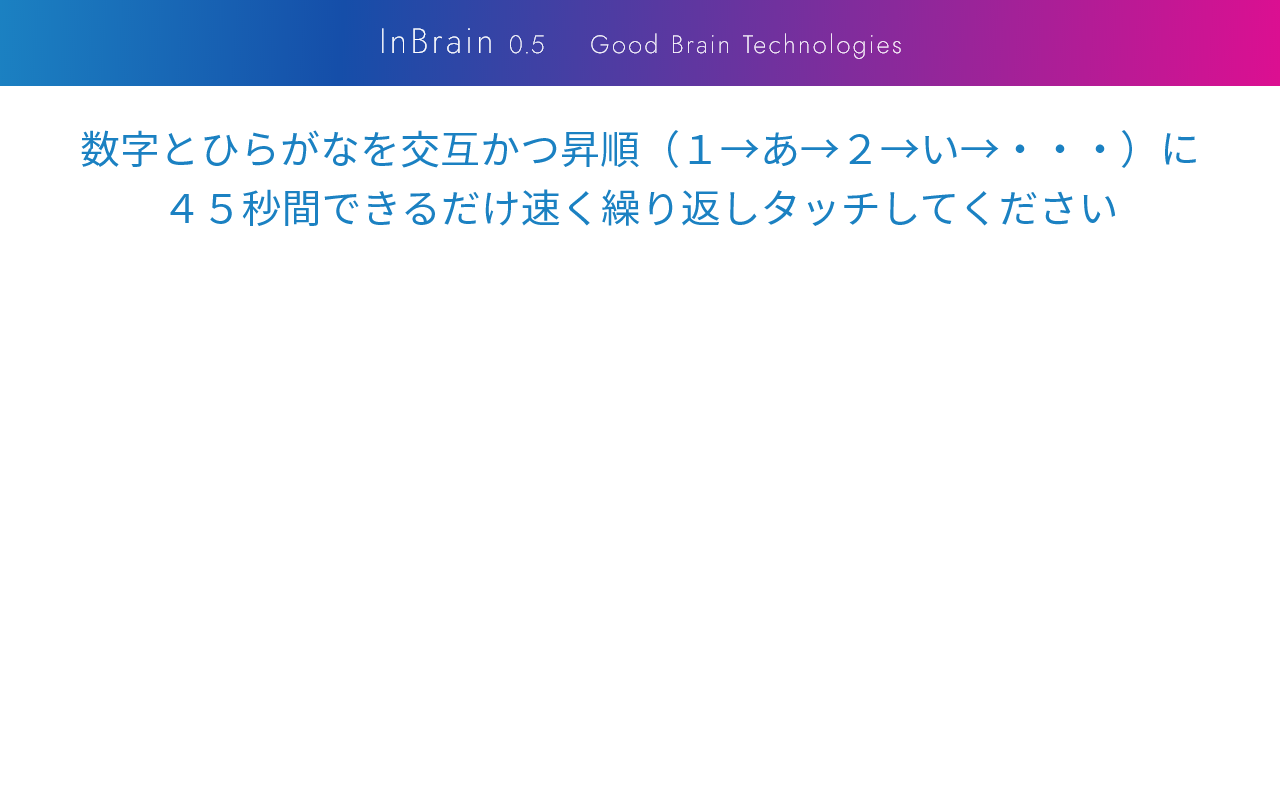 InBrain 0.5 Good Brain Technologies
数字とひらがなを交互かつ昇順（１→あ→２→い→・・・）に
４５秒間できるだけ速く繰り返しタッチしてください